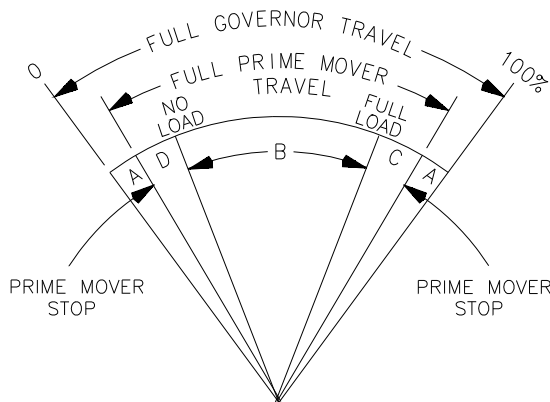 FULL GOVERNOR TRAVEL
0
100%
FULL PRIME MOVER
TRAVEL
NO
LOAD
FULL
LOAD
A
D
B
C
A
PRIME MOVER
STOP
PRIME MOVER
STOP